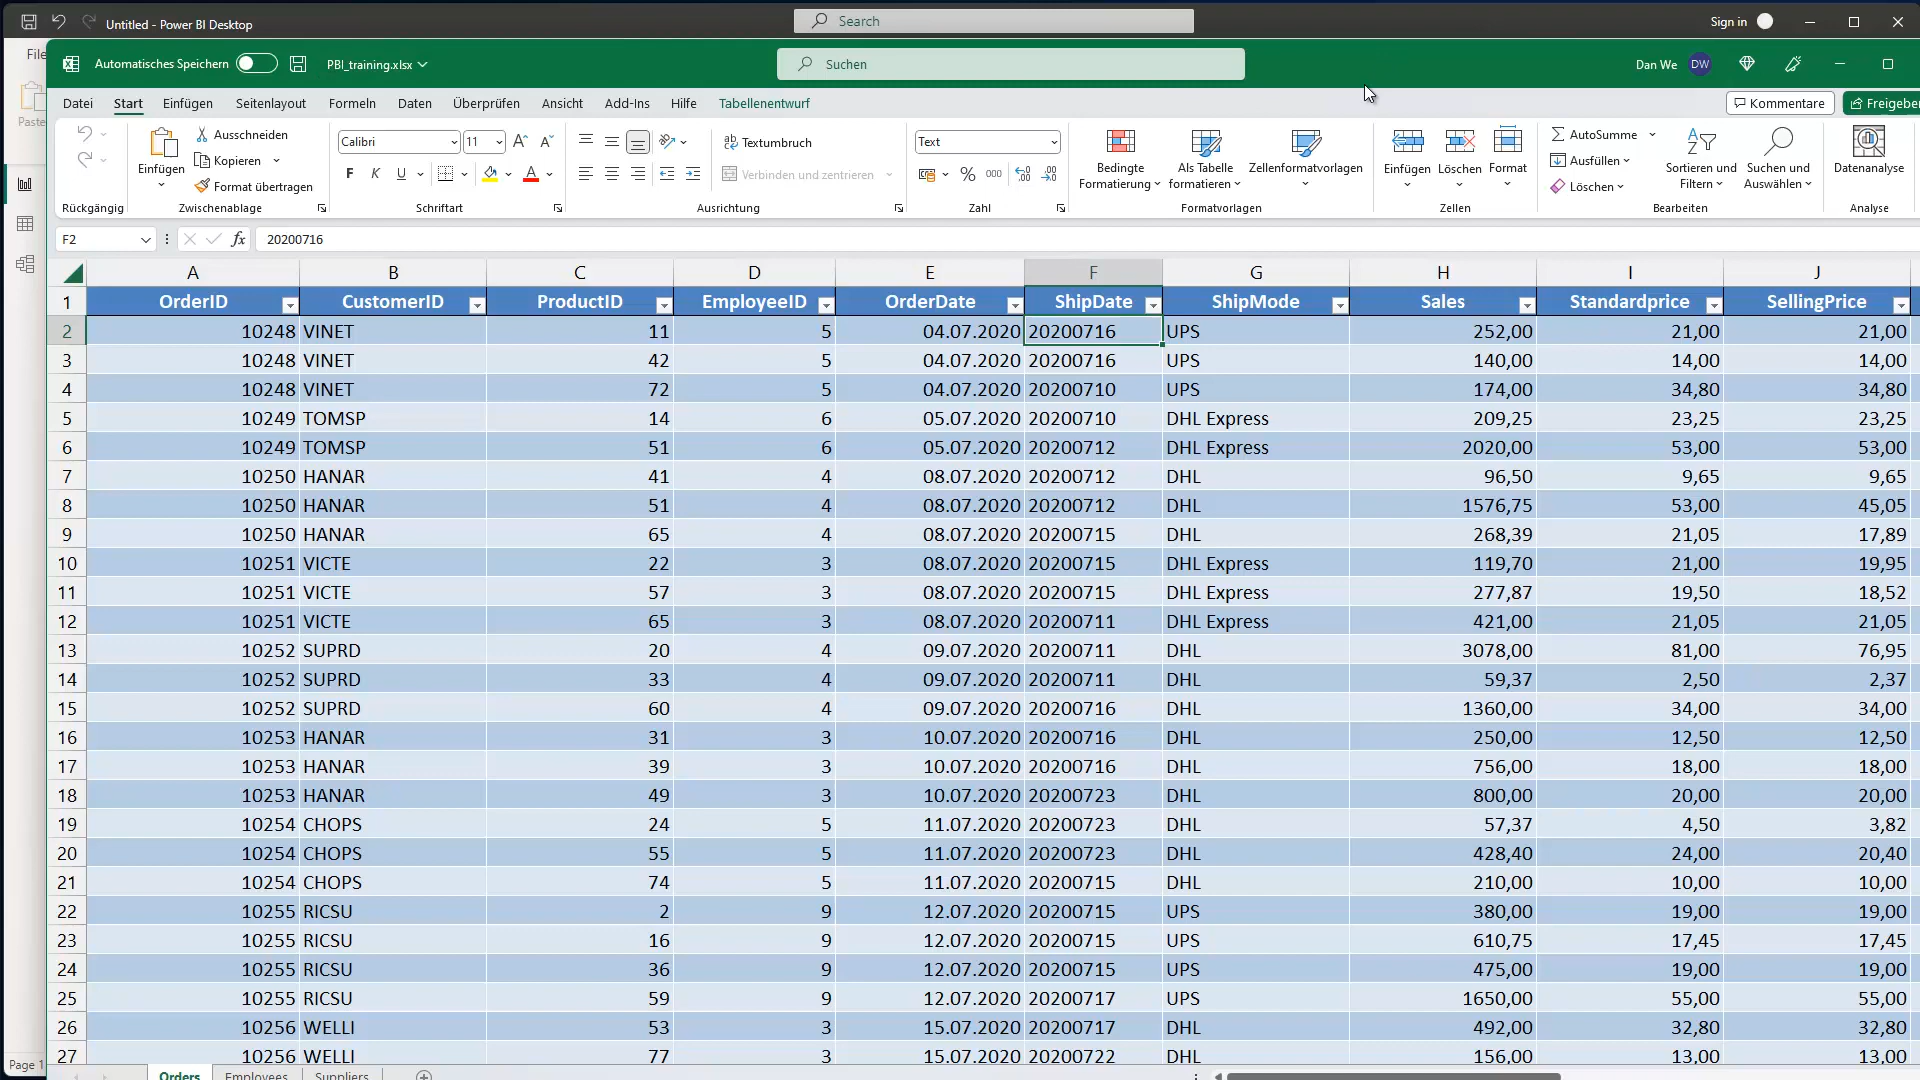 Untitled - Power BI Desktop
Search
Sign in
File
Automatisches Speichern
PBI_training.xlsx
Suchen
Dan We
DW
Datei Start Einfügen Seitenlayout Formeln Daten Überprüfen Ansicht Add-Ins Hilfe Tabellenentwurf
Kommentare
Freigeben
Paste
Einfügen
Ausschneiden
Kopieren
Format übertragen
Calibri
11
F K U
Textumbruch
Verbinden und zentrieren
Text
Bedingte Formatierung
Als Tabelle formatieren
Zellenformatvorlagen
Einfügen
Löschen
Format
AutoSumme
Ausfüllen
Löschen
Sortieren und Filtern
Suchen und Auswählen
Datenanalyse
Rückgängig Zwischenablage Schriftart Ausrichtung Zahl Formatvorlagen Zellen Bearbeiten Analyse
F2
fx
20200716
A B C D E F G H I J
1 OrderID CustomerID ProductID EmployeeID OrderDate ShipDate ShipMode Sales Standardprice SellingPrice
2 10248 VINET 11 5 04.07.2020 20200716 UPS 252,00 21,00 21,00
3 10248 VINET 42 5 04.07.2020 20200716 UPS 140,00 14,00 14,00
4 10248 VINET 72 5 04.07.2020 20200710 UPS 174,00 34,80 34,80
5 10249 TOMSP 14 6 05.07.2020 20200710 DHL Express 209,25 23,25 23,25
6 10249 TOMSP 51 6 05.07.2020 20200712 DHL Express 2020,00 53,00 53,00
7 10250 HANAR 41 4 08.07.2020 20200712 DHL 96,50 9,65 9,65
8 10250 HANAR 51 4 08.07.2020 20200712 DHL 1576,75 53,00 45,05
9 10250 HANAR 65 4 08.07.2020 20200715 DHL 268,39 21,05 17,89
10 10251 VICTE 22 3 08.07.2020 20200715 DHL Express 119,70 21,00 19,95
11 10251 VICTE 57 3 08.07.2020 20200715 DHL Express 277,87 19,50 18,52
12 10251 VICTE 65 3 08.07.2020 20200711 DHL Express 421,00 21,05 21,05
13 10252 SUPRD 20 4 09.07.2020 20200711 DHL 3078,00 81,00 76,95
14 10252 SUPRD 33 4 09.07.2020 20200711 DHL 59,37 2,50 2,37
15 10252 SUPRD 60 4 09.07.2020 20200716 DHL 1360,00 34,00 34,00
16 10253 HANAR 31 3 10.07.2020 20200716 DHL 250,00 12,50 12,50
17 10253 HANAR 39 3 10.07.2020 20200716 DHL 756,00 18,00 18,00
18 10253 HANAR 49 3 10.07.2020 20200723 DHL 800,00 20,00 20,00
19 10254 CHOPS 24 5 11.07.2020 20200723 DHL 57,37 4,50 3,82
20 10254 CHOPS 55 5 11.07.2020 20200723 DHL 428,40 24,00 20,40
21 10254 CHOPS 74 5 11.07.2020 20200715 DHL 210,00 10,00 10,00
22 10255 RICSU 2 9 12.07.2020 20200715 UPS 380,00 19,00 19,00
23 10255 RICSU 16 9 12.07.2020 20200715 UPS 610,75 17,45 17,45
24 10255 RICSU 36 9 12.07.2020 20200715 UPS 475,00 19,00 19,00
25 10255 RICSU 59 9 12.07.2020 20200717 UPS 1650,00 55,00 55,00
26 10256 WELLI 53 3 15.07.2020 20200717 DHL 492,00 32,80 32,80
27 10256 WELLI 77 3 15.07.2020 20200722 DHL 156,00 13,00 13,00
Page 1
Orders Employees Suppliers